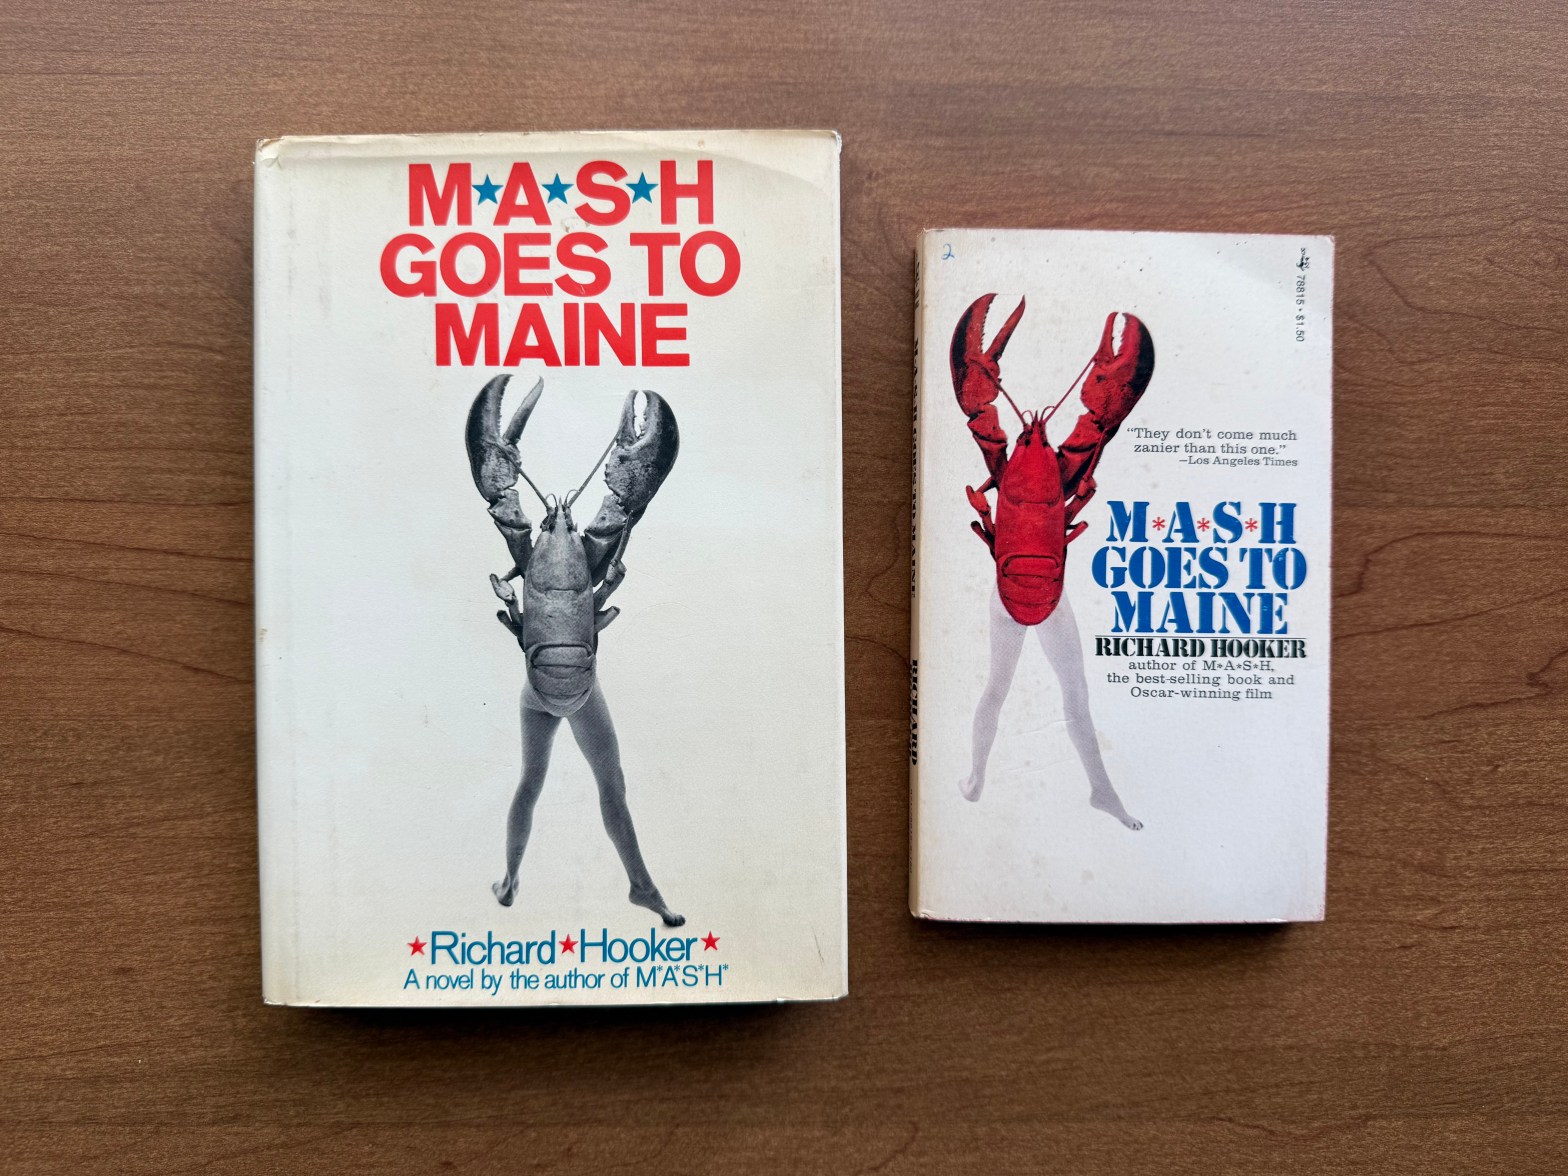 M★A★S★H
GOES TO
MAINE
★Richard★Hooker★
A novel by the author of M*A*S*H*
2
78815 • $1.50
“They don't come much
zanier than this one.”
—Los Angeles Times
M*A*S*H
GOES TO
MAINE
RICHARD HOOKER
author of M*A*S*H,
the best-selling book and
Oscar-winning film
RICHARD